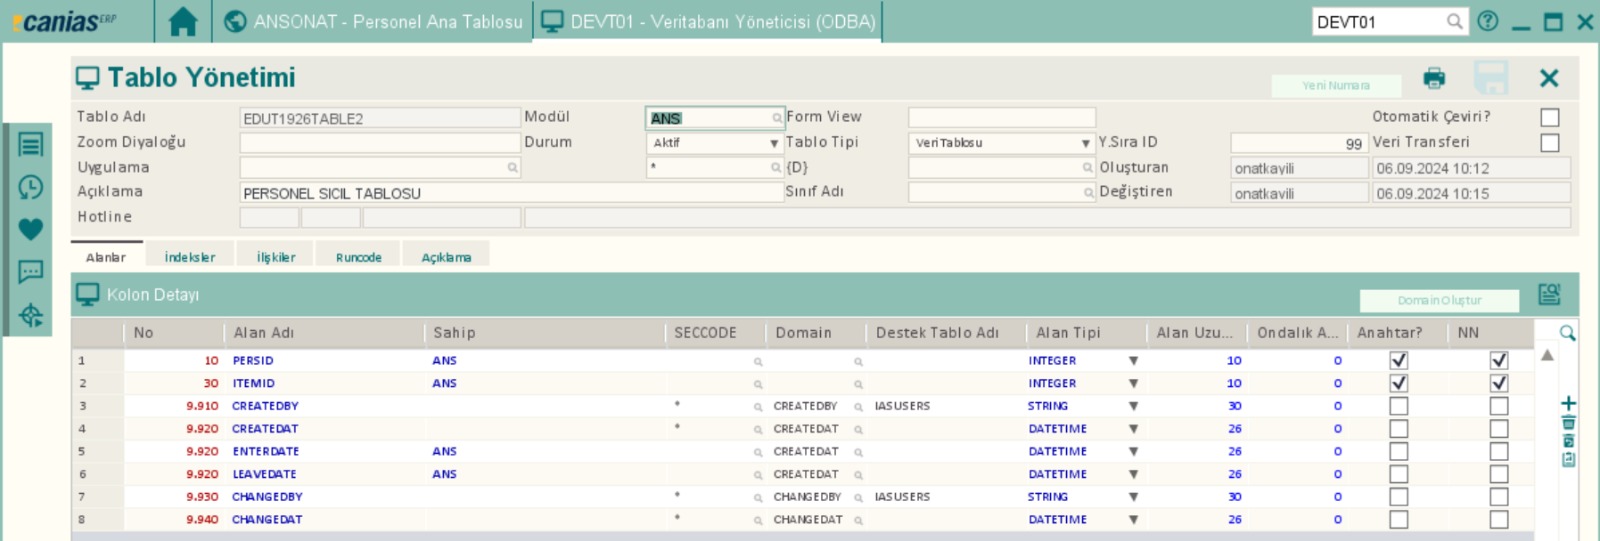 canias ERP ANSONAT - Personel Ana Tablosu DEVT01 - Veritabanı Yöneticisi (ODBA) DEVT01
Tablo Yönetimi Yeni Numara
Tablo Adı EDUT1926TABLE2 Modül ANS Form View Otomatik Çeviri?
Zoom Diyaloğu Durum Aktif Tablo Tipi Veri Tablosu Y.Sıra ID 99 Veri Transferi
Uygulama * {D} Oluşturan onatkavili 06.09.2024 10:12
Açıklama PERSONEL SICIL TABLOSU Sınıf Adı Değiştiren onatkavili 06.09.2024 10:15
Hotline
Alanlar İndeksler İlişkiler Runcode Açıklama
Kolon Detayı Domain Oluştur
No Alan Adı Sahip SECCODE Domain Destek Tablo Adı Alan Tipi Alan Uzu... Ondalık A... Anahtar? NN
1 10 PERSID ANS INTEGER 10 0
2 30 ITEMID ANS INTEGER 10 0
3 9.910 CREATEDBY * CREATEDBY IASUSERS STRING 30 0
4 9.920 CREATEDAT * CREATEDAT DATETIME 26 0
5 9.920 ENTERDATE ANS CREATEDAT DATETIME 26 0
6 9.920 LEAVEDATE ANS CREATEDAT DATETIME 26 0
7 9.930 CHANGEDBY * CHANGEDBY IASUSERS STRING 30 0
8 9.940 CHANGEDAT * CHANGEDAT DATETIME 26 0